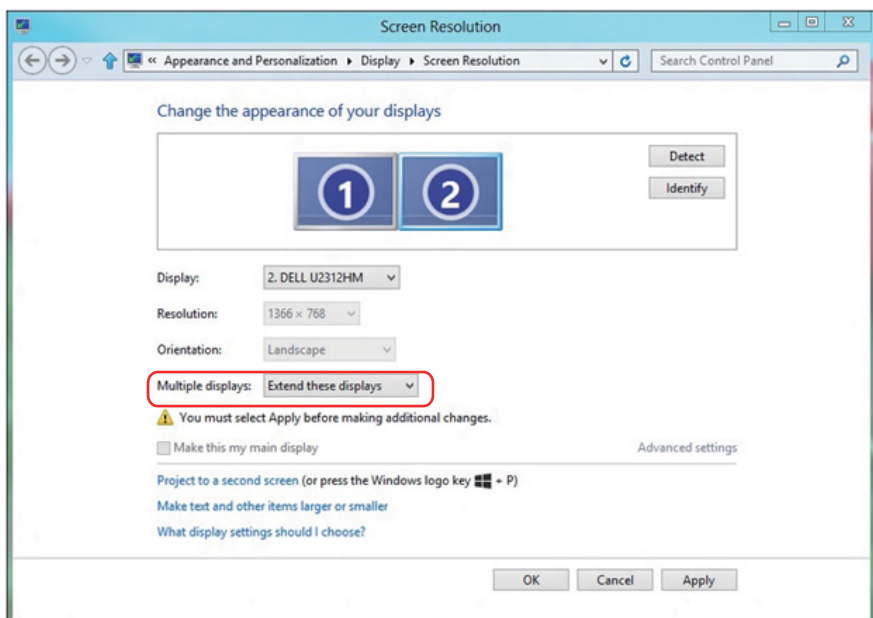 Screen Resolution
« Appearance and Personalization ▸ Display ▸ Screen Resolution
Search Control Panel
Change the appearance of your displays
1
2
Detect
Identify
Display: 2. DELL U2312HM
Resolution: 1366 × 768
Orientation: Landscape
Multiple displays: Extend these displays
You must select Apply before making additional changes.
Make this my main display
Advanced settings
Project to a second screen (or press the Windows logo key + P)
Make text and other items larger or smaller
What display settings should I choose?
OK
Cancel
Apply